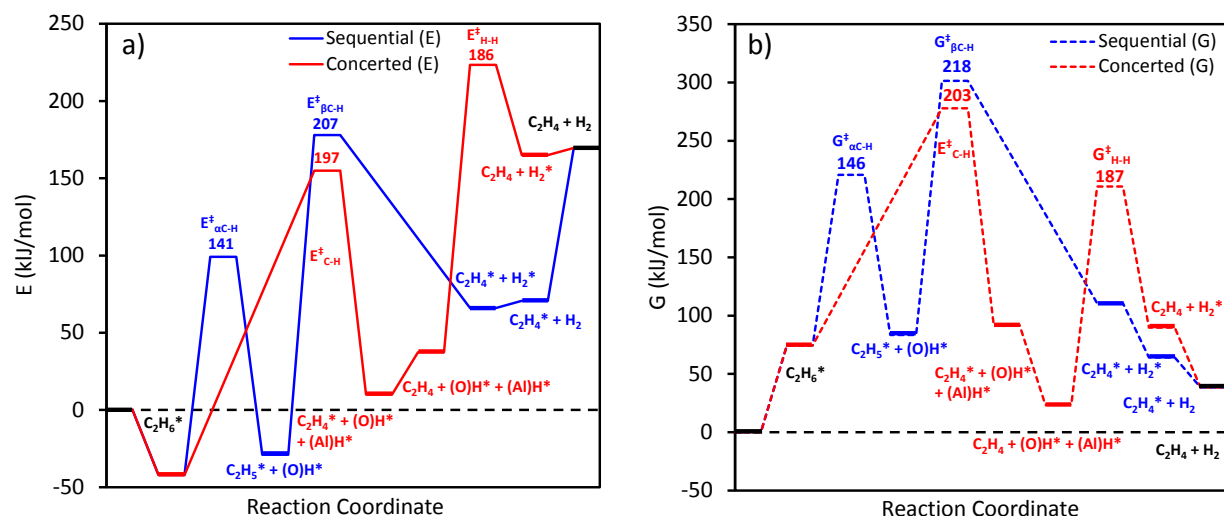 a)
Sequential (E)
Concerted (E)
E‡H-H
186
E‡βC-H
207
197
E‡αC-H
141
E‡C-H
C₂H₄ + H₂
C₂H₄ + H₂*
C₂H₄* + H₂*
C₂H₄* + H₂
C₂H₄ + (O)H* + (Al)H*
C₂H₆*
C₂H₄* + (O)H*
+ (Al)H*
C₂H₅* + (O)H*
300
250
200
150
100
50
0
-50
E (kJ/mol)
Reaction Coordinate
b)
Sequential (G)
Concerted (G)
G‡βC-H
218
203
G‡αC-H
146
E‡C-H
G‡H-H
187
C₂H₄ + H₂*
C₂H₆*
C₂H₅* + (O)H*
C₂H₄* + (O)H*
+ (Al)H*
C₂H₄* + H₂*
C₂H₄* + H₂
C₂H₄ + (O)H* + (Al)H*
C₂H₄ + H₂
350
300
250
200
150
100
50
0
-50
G (kJ/mol)
Reaction Coordinate